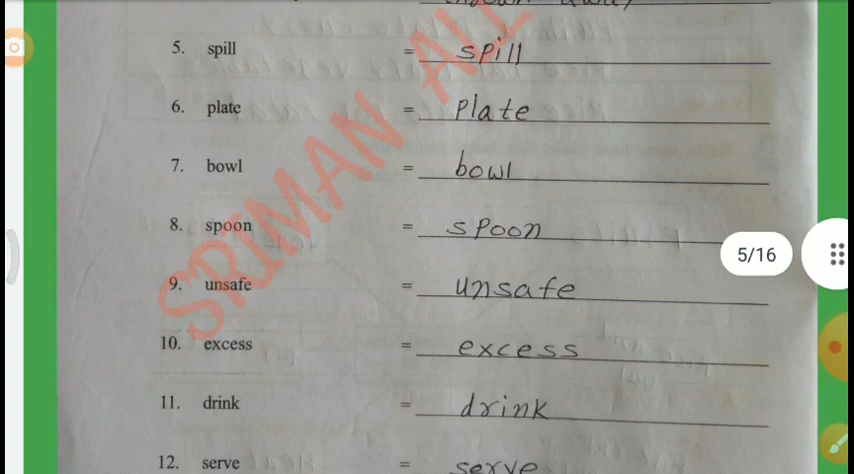 5. spill = spill
6. plate = plate
7. bowl = bowl
8. spoon = spoon
5/16
9. unsafe = unsafe
10. excess = excess
11. drink = drink
12. serve = serve
SRIMAN ALL